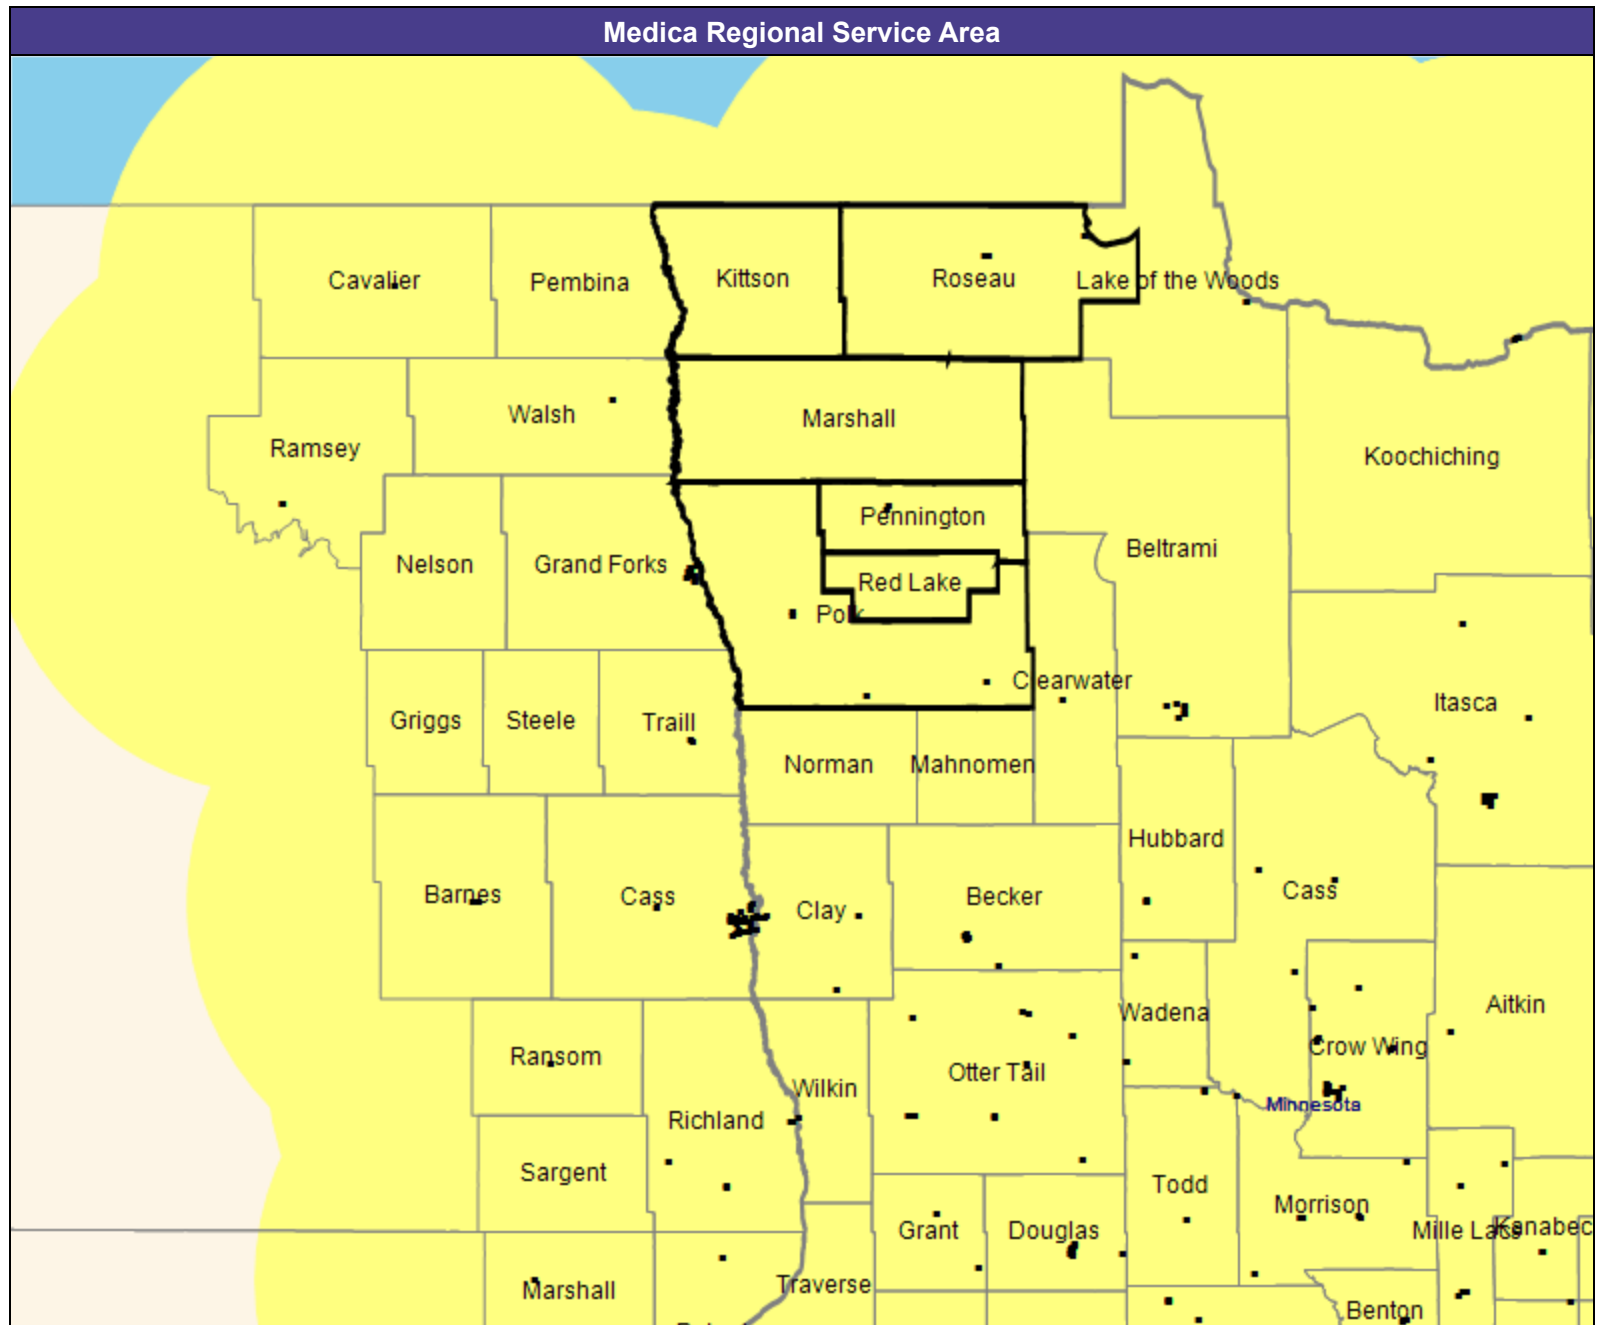 Medica Regional Service Area
Cavalier
Pembina
Kittson
Roseau
Lake of the Woods
Walsh
Marshall
Ramsey
Koochiching
Pennington
Nelson
Grand Forks
Beltrami
Red Lake
Polk
Clearwater
Griggs
Steele
Traill
Itasca
Norman
Mahnomen
Hubbard
Barnes
Cass
Clay
Becker
Cass
Aitkin
Wadena
Ransom
Otter Tail
Crow Wing
Wilkin
Minnesota
Richland
Sargent
Todd
Morrison
Grant
Douglas
Mille Lacs
Kanabec
Marshall
Traverse
Benton